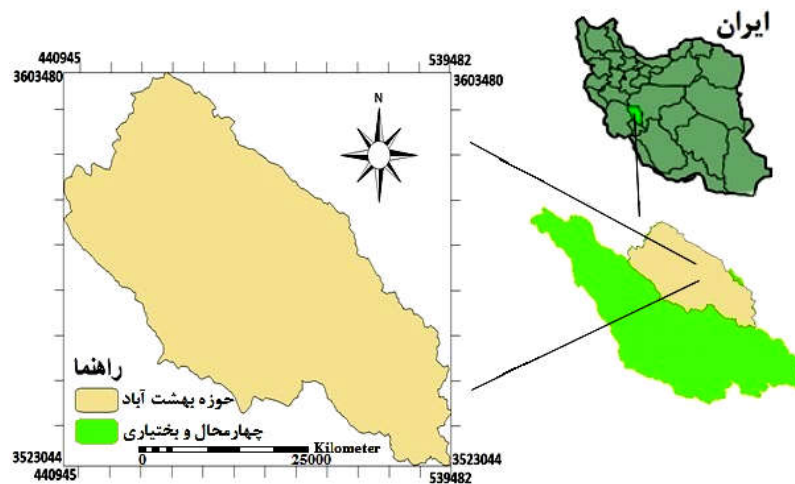 ایران
440945
539482
3603480
3603480
N
راهنما
حوزه بهشت آباد
چهارمحال و بختیاری
Kilometer
0
25000
3523044
3523044
440945
539482